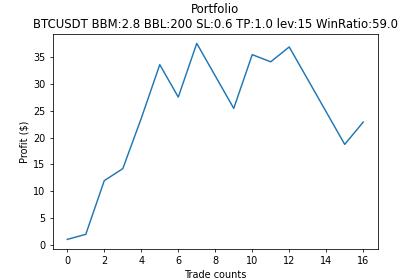 Portfolio
BTCUSDT BBM:2.8 BBL:200 SL:0.6 TP:1.0 lev:15 WinRatio:59.0
35
30
25
20
15
10
5
0
Profit ($)
0 2 4 6 8 10 12 14 16
Trade counts